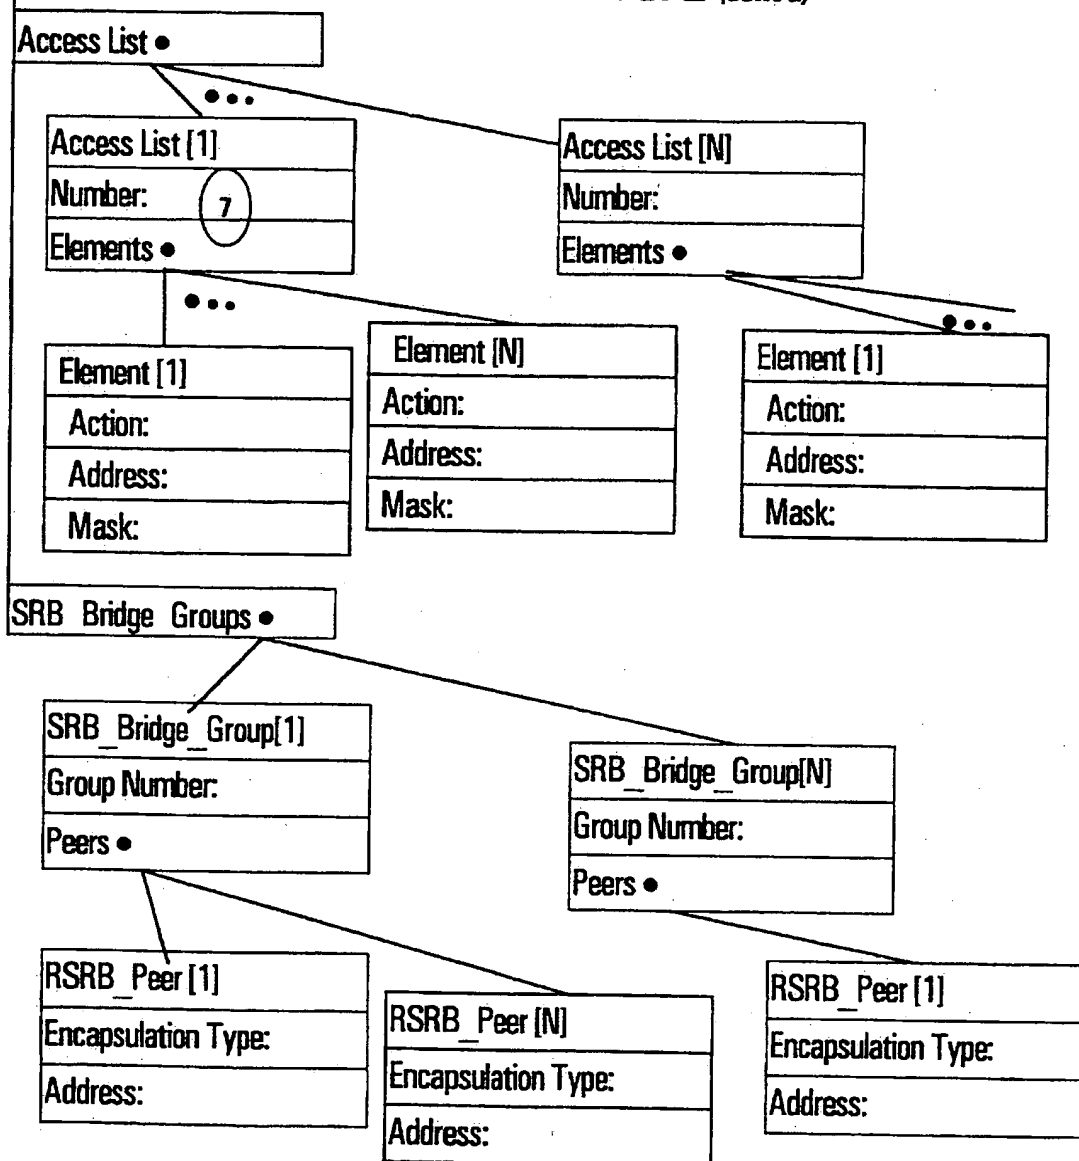 Access List ●
Access List [1]
Number:
7
Elements ●
Access List [N]
Number:
Elements ●
Element [1]
Action:
Address:
Mask:
Element [N]
Action:
Address:
Mask:
Element [1]
Action:
Address:
Mask:
SRB Bridge Groups ●
SRB_Bridge_Group[1]
Group Number:
Peers ●
SRB_Bridge_Group[N]
Group Number:
Peers ●
RSRB_Peer [1]
Encapsulation Type:
Address:
RSRB_Peer [N]
Encapsulation Type:
Address:
RSRB_Peer [1]
Encapsulation Type:
Address: